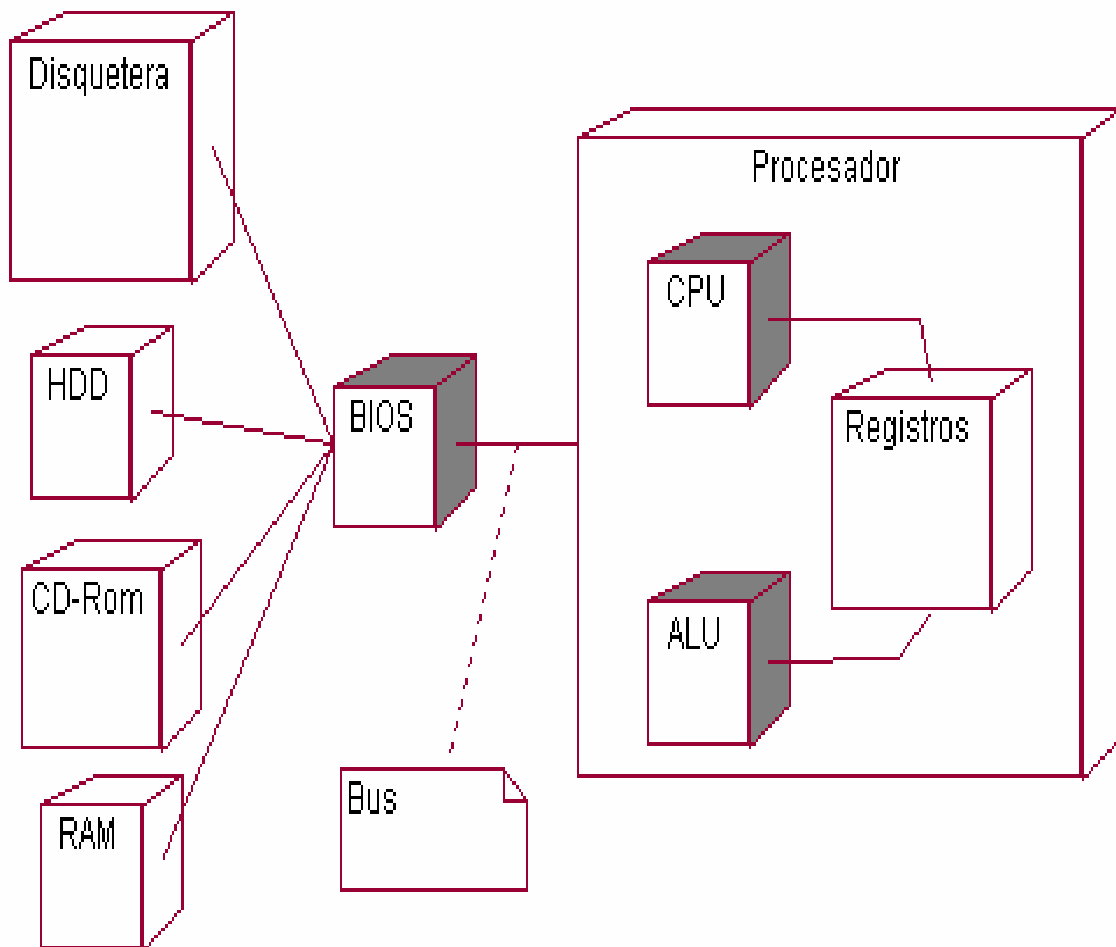 Disquetera
Procesador
CPU
HDD
BIOS
Registros
CD-Rom
ALU
Bus
RAM